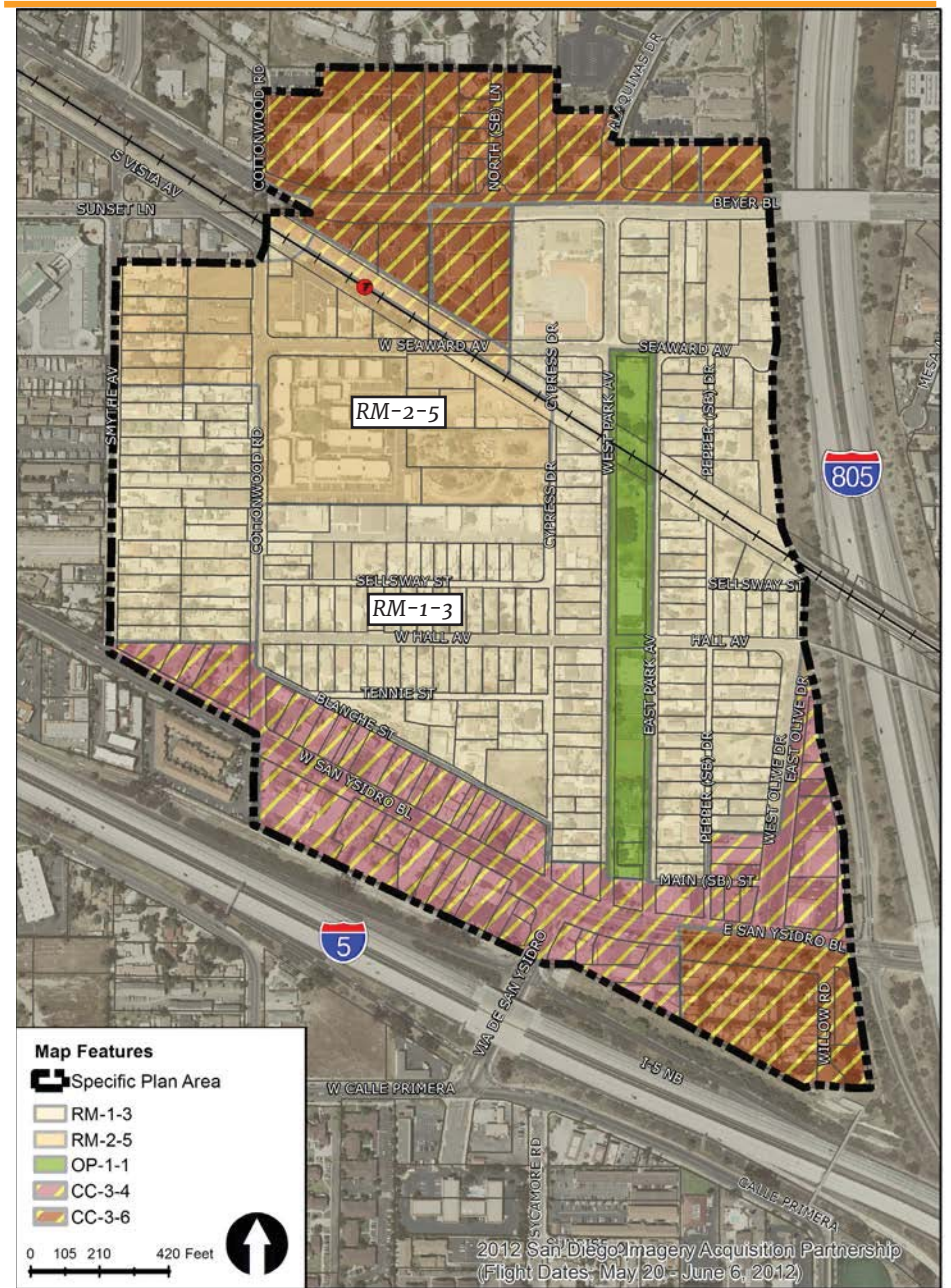 COTTONWOOD RD
NORTH (SB) LN
ALAQUINAS DR
S VISTA AV
SUNSET LN
BEYER BL
W SEAWARD AV
SEAWARD AV
CYPRESS DR
WEST PARK AV
PEPPER (SB) DR
MESA
SMYTHE AV
RM-2-5
805
COTTONWOOD RD
CYPRESS DR
SELLSWAY ST
SELLSWAY ST
RM-1-3
W HALL AV
HALL AV
EAST PARK AV
TENNIE ST
BLANCHE ST
W SAN YSIDRO BL
PEPPER (SB) DR
WEST OLIVE DR
EAST OLIVE DR
MAIN (SB) ST
E SAN YSIDRO BL
5
VIA DE SAN YSIDRO
WILLOW RD
I-5 NB
W CALLE PRIMERA
SYCAMORE RD
CALLE PRIMERA
Map Features
Specific Plan Area
RM-1-3
RM-2-5
OP-1-1
CC-3-4
CC-3-6
0 105 210 420 Feet
2012 San Diego Imagery Acquisition Partnership
(Flight Dates: May 20 - June 6, 2012)